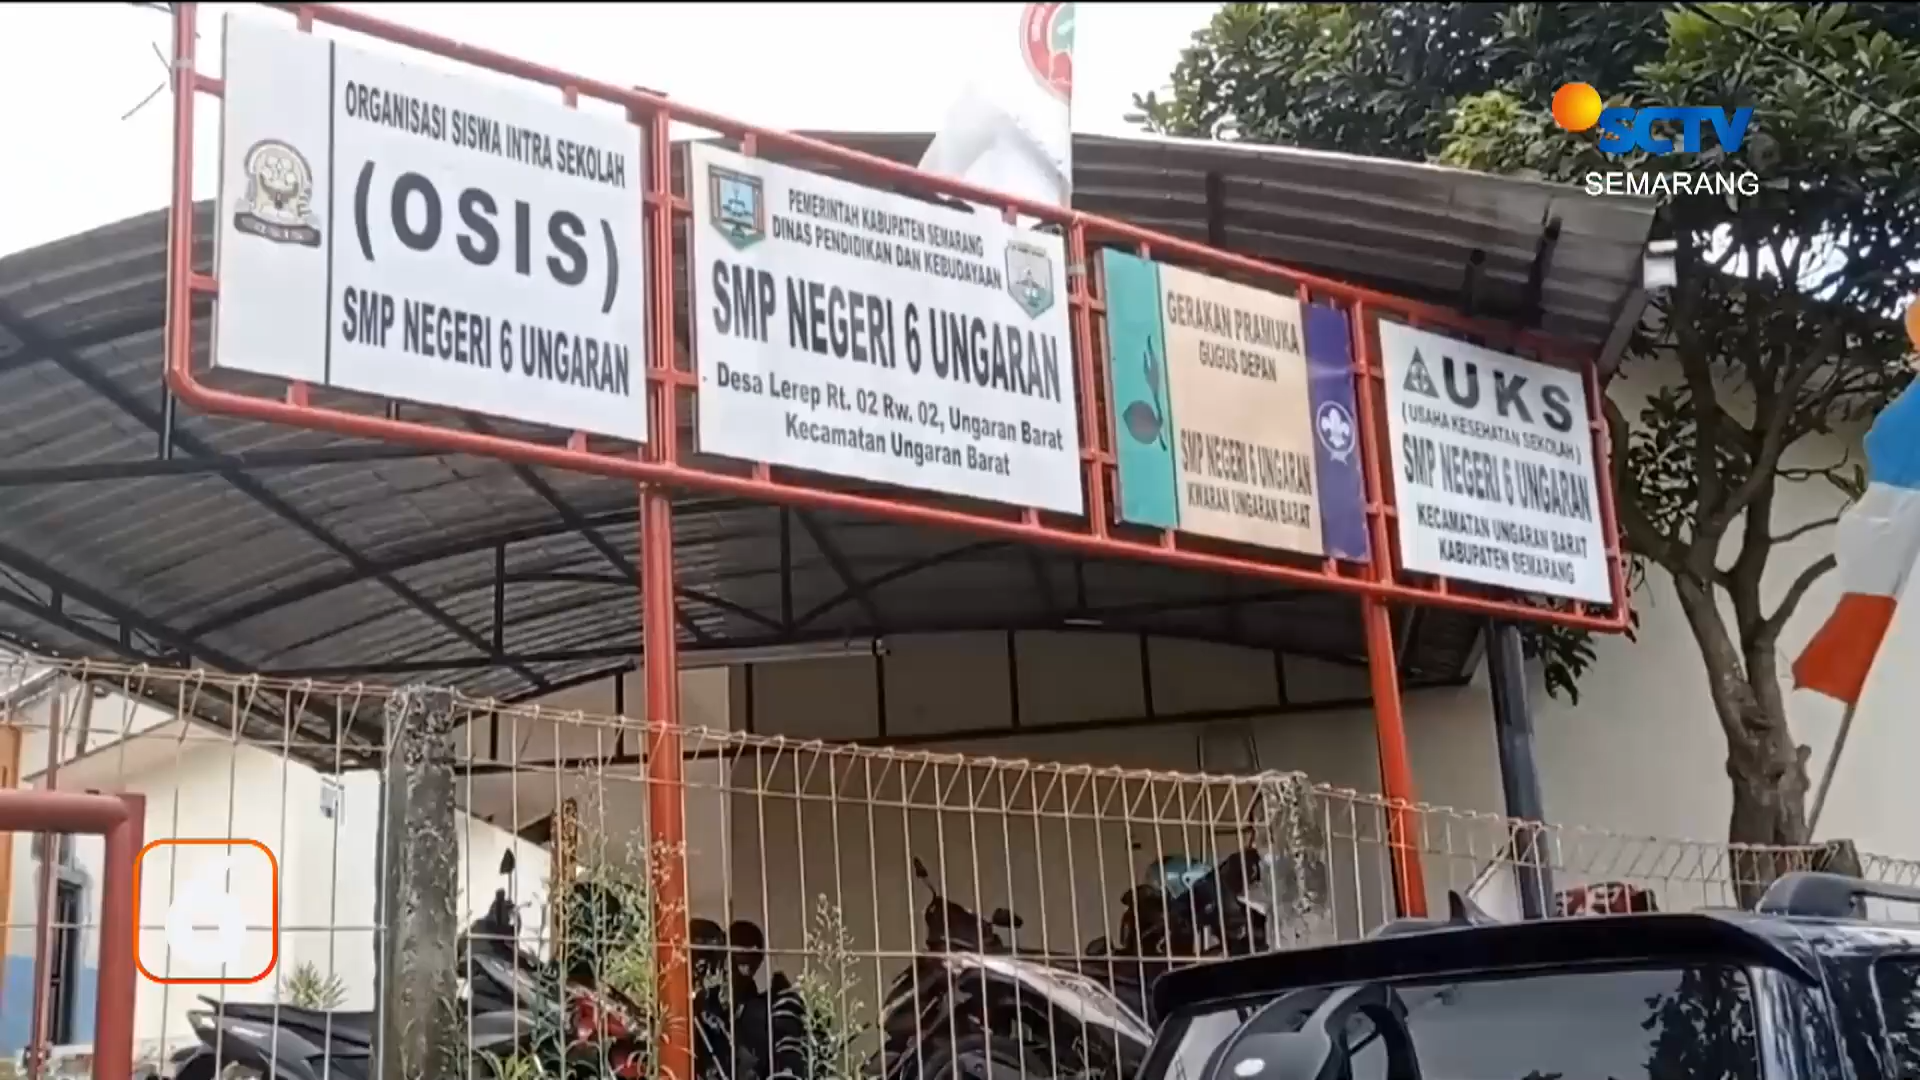 ORGANISASI SISWA INTRA SEKOLAH
(OSIS)
SMP NEGERI 6 UNGARAN
PEMERINTAH KABUPATEN SEMARANG
DINAS PENDIDIKAN DAN KEBUDAYAAN
SMP NEGERI 6 UNGARAN
Desa Lerep Rt. 02 Rw. 02, Ungaran Barat
Kecamatan Ungaran Barat
GERAKAN PRAMUKA
GUGUS DEPAN
SMP NEGERI 6 UNGARAN
KWARAN UNGARAN BARAT
UKS
( USAHA KESEHATAN SEKOLAH )
SMP NEGERI 6 UNGARAN
KECAMATAN UNGARAN BARAT
KABUPATEN SEMARANG
SCTV
SEMARANG
6